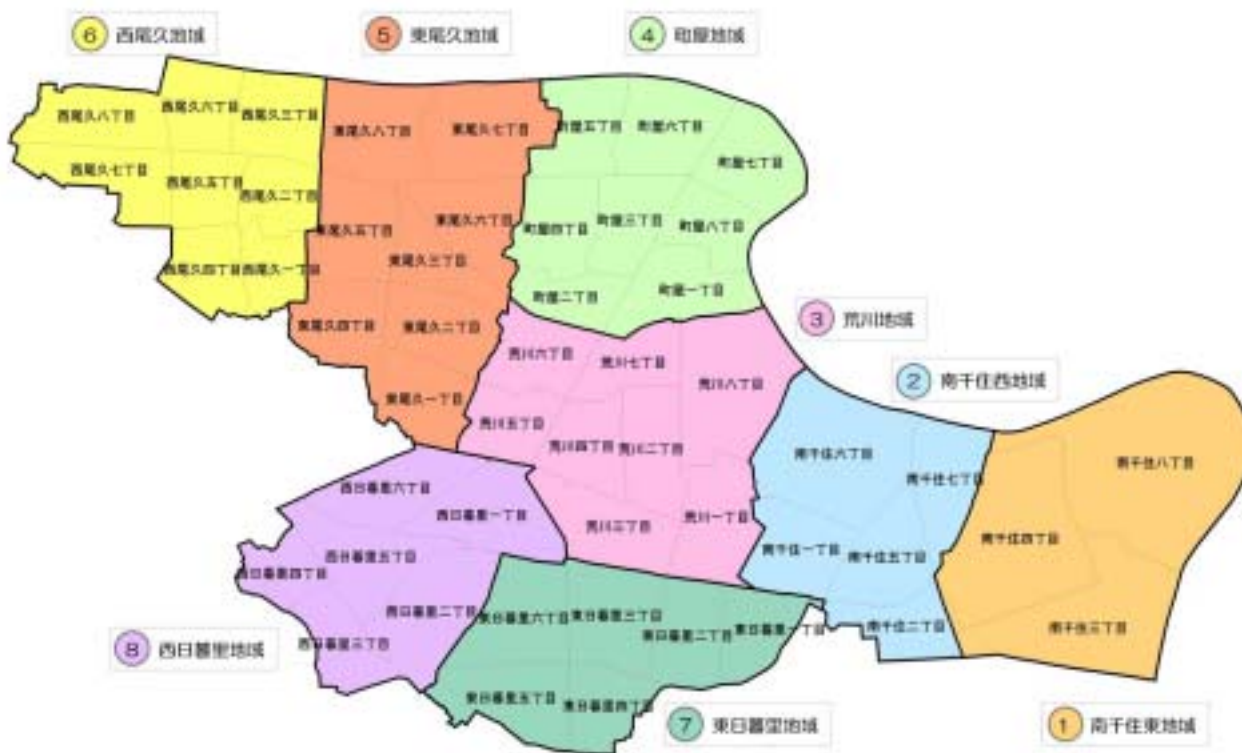 6 西尾久地域
5 東尾久地域
4 町屋地域
西尾久八丁目
西尾久六丁目
西尾久三丁目
東尾久八丁目
東尾久七丁目
町屋五丁目
町屋六丁目
西尾久七丁目
西尾久五丁目
西尾久二丁目
町屋七丁目
東尾久五丁目
東尾久六丁目
町屋四丁目
町屋三丁目
町屋八丁目
西尾久四丁目
西尾久一丁目
東尾久三丁目
町屋二丁目
町屋一丁目
東尾久四丁目
東尾久二丁目
3 荒川地域
荒川六丁目
荒川七丁目
荒川八丁目
2 南千住西地域
東尾久一丁目
荒川五丁目
荒川四丁目
荒川二丁目
南千住六丁目
南千住七丁目
南千住八丁目
西日暮里六丁目
西日暮里一丁目
荒川三丁目
荒川一丁目
南千住四丁目
西日暮里四丁目
西日暮里五丁目
南千住一丁目
南千住五丁目
西日暮里二丁目
東日暮里六丁目
東日暮里三丁目
東日暮里二丁目
東日暮里一丁目
南千住二丁目
南千住三丁目
8 西日暮里地域
西日暮里三丁目
東日暮里五丁目
東日暮里四丁目
7 東日暮里地域
1 南千住東地域